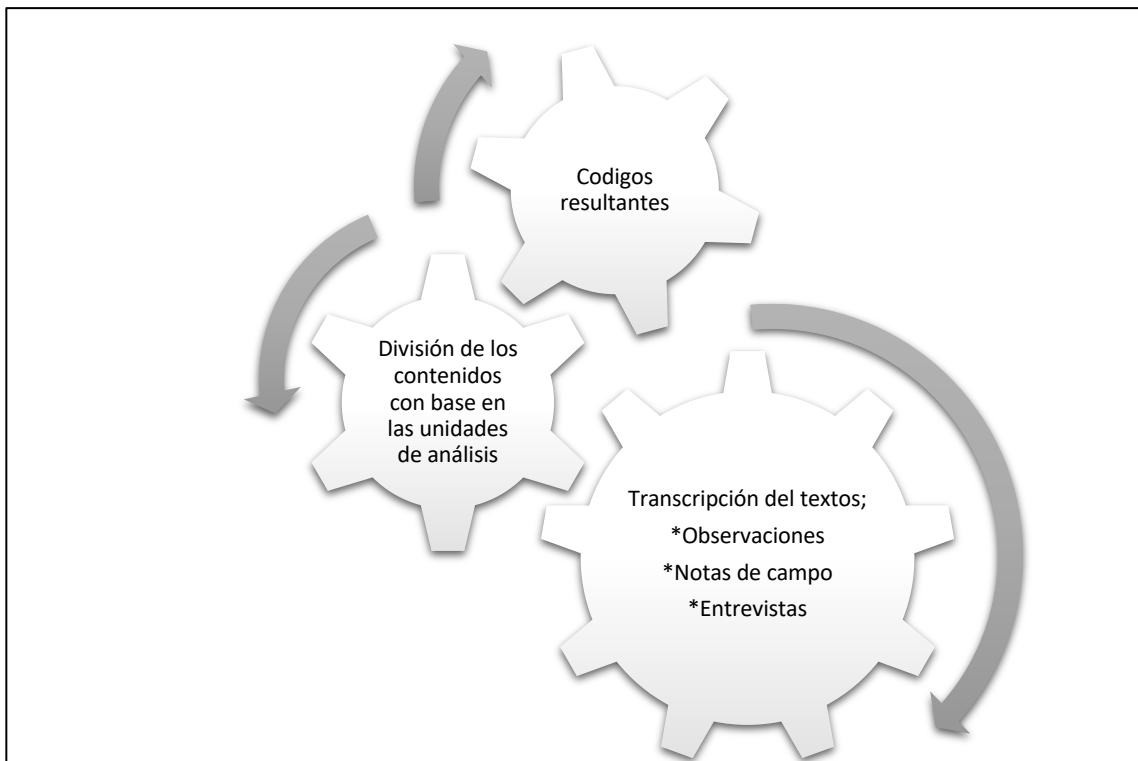 Codigos
resultantes
División de los
contenidos
con base en
las unidades
de análisis
Transcripción del textos;
*Observaciones
*Notas de campo
*Entrevistas